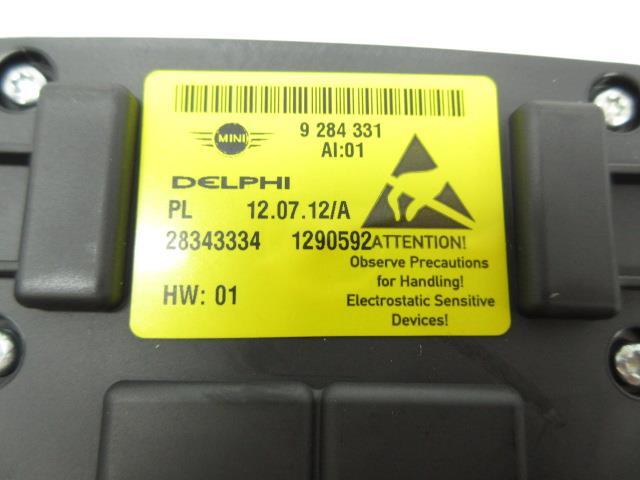 MINI
9 284 331
AI:01
DELPHI
PL 12.07.12/A
28343334 1290592
HW: 01
ATTENTION!
Observe Precautions
for Handling!
Electrostatic Sensitive
Devices!